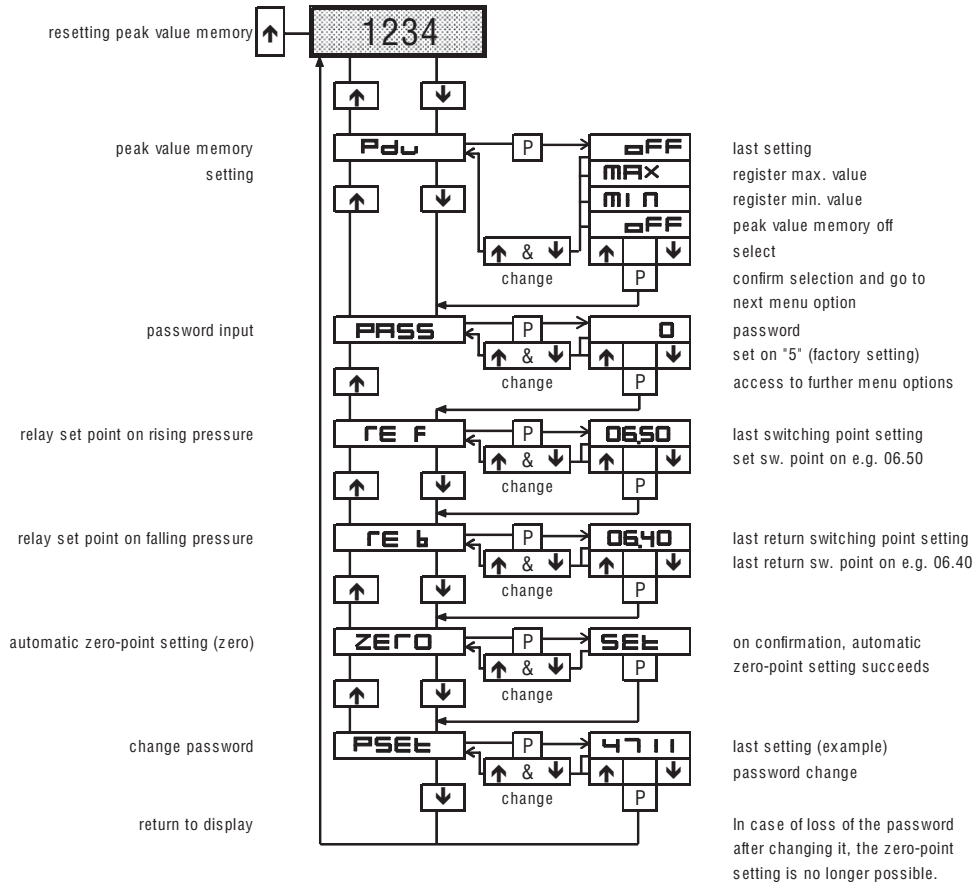 resetting peak value memory ↑ 1234
↑ ↓
peak value memory
setting
Pdu P oFF last setting
MAX register max. value
MIN register min. value
oFF peak value memory off
↑ ↓ ↑ & ↓ ↑ ↓ select
change P confirm selection and go to
next menu option
password input PASS P 0 password
↑ & ↓ ↑ ↓ set on "5" (factory setting)
↑ change P access to further menu options
relay set point on rising pressure rE F P 06.50 last switching point setting
↑ & ↓ ↑ ↓ set sw. point on e.g. 06.50
↑ ↓ change P
relay set point on falling pressure rE b P 06.40 last return switching point setting
↑ & ↓ ↑ ↓ last return sw. point on e.g. 06.40
↑ ↓ change P
automatic zero-point setting (zero) ZErO P SEt on confirmation, automatic
↑ & ↓ P zero-point setting succeeds
↑ ↓ change
change password PSEt P 4711 last setting (example)
↑ & ↓ ↑ ↓ password change
↓ change P
return to display In case of loss of the password
after changing it, the zero-point
setting is no longer possible.